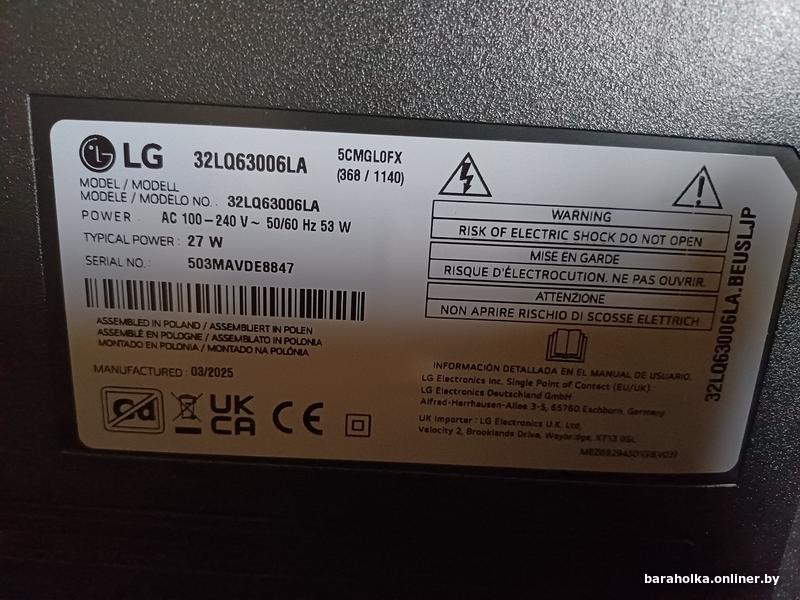 LG 32LQ63006LA 5CMGL0FX
(368 / 1140)
MODEL / MODELL
MODELE / MODELO NO. : 32LQ63006LA
POWER : AC 100-240 V ~ 50/60 Hz 53 W
TYPICAL POWER : 27 W
SERIAL NO. : 503MAVDE8847
ASSEMBLED IN POLAND / ASSEMBLIERT IN POLEN
ASSEMBLÉ EN POLOGNE / ASSEMBLATO IN POLONIA
MONTADO EN POLONIA / MONTADO NA POLÓNIA
MANUFACTURED : 03/2025
Cd
UK
CA
CE
WARNING
RISK OF ELECTRIC SHOCK DO NOT OPEN
MISE EN GARDE
RISQUE D'ÉLECTROCUTION. NE PAS OUVRIR.
ATTENZIONE
NON APRIRE RISCHIO DI SCOSSE ELETTRICH
INFORMACIÓN DETALLADA EN EL MANUAL DE USUARIO.
LG Electronics Inc. Single Point of Contact (EU/UK)
LG Electronics Deutschland GmbH
Alfred-Herrhausen-Allee 3-5, 65760 Eschborn, Germany
UK Importer : LG Electronics U.K. Ltd,
Velocity 2, Brooklands Drive, Weybridge, KT13 0SL
32LQ63006LA.BEUSLJP
baraholka.onliner.by